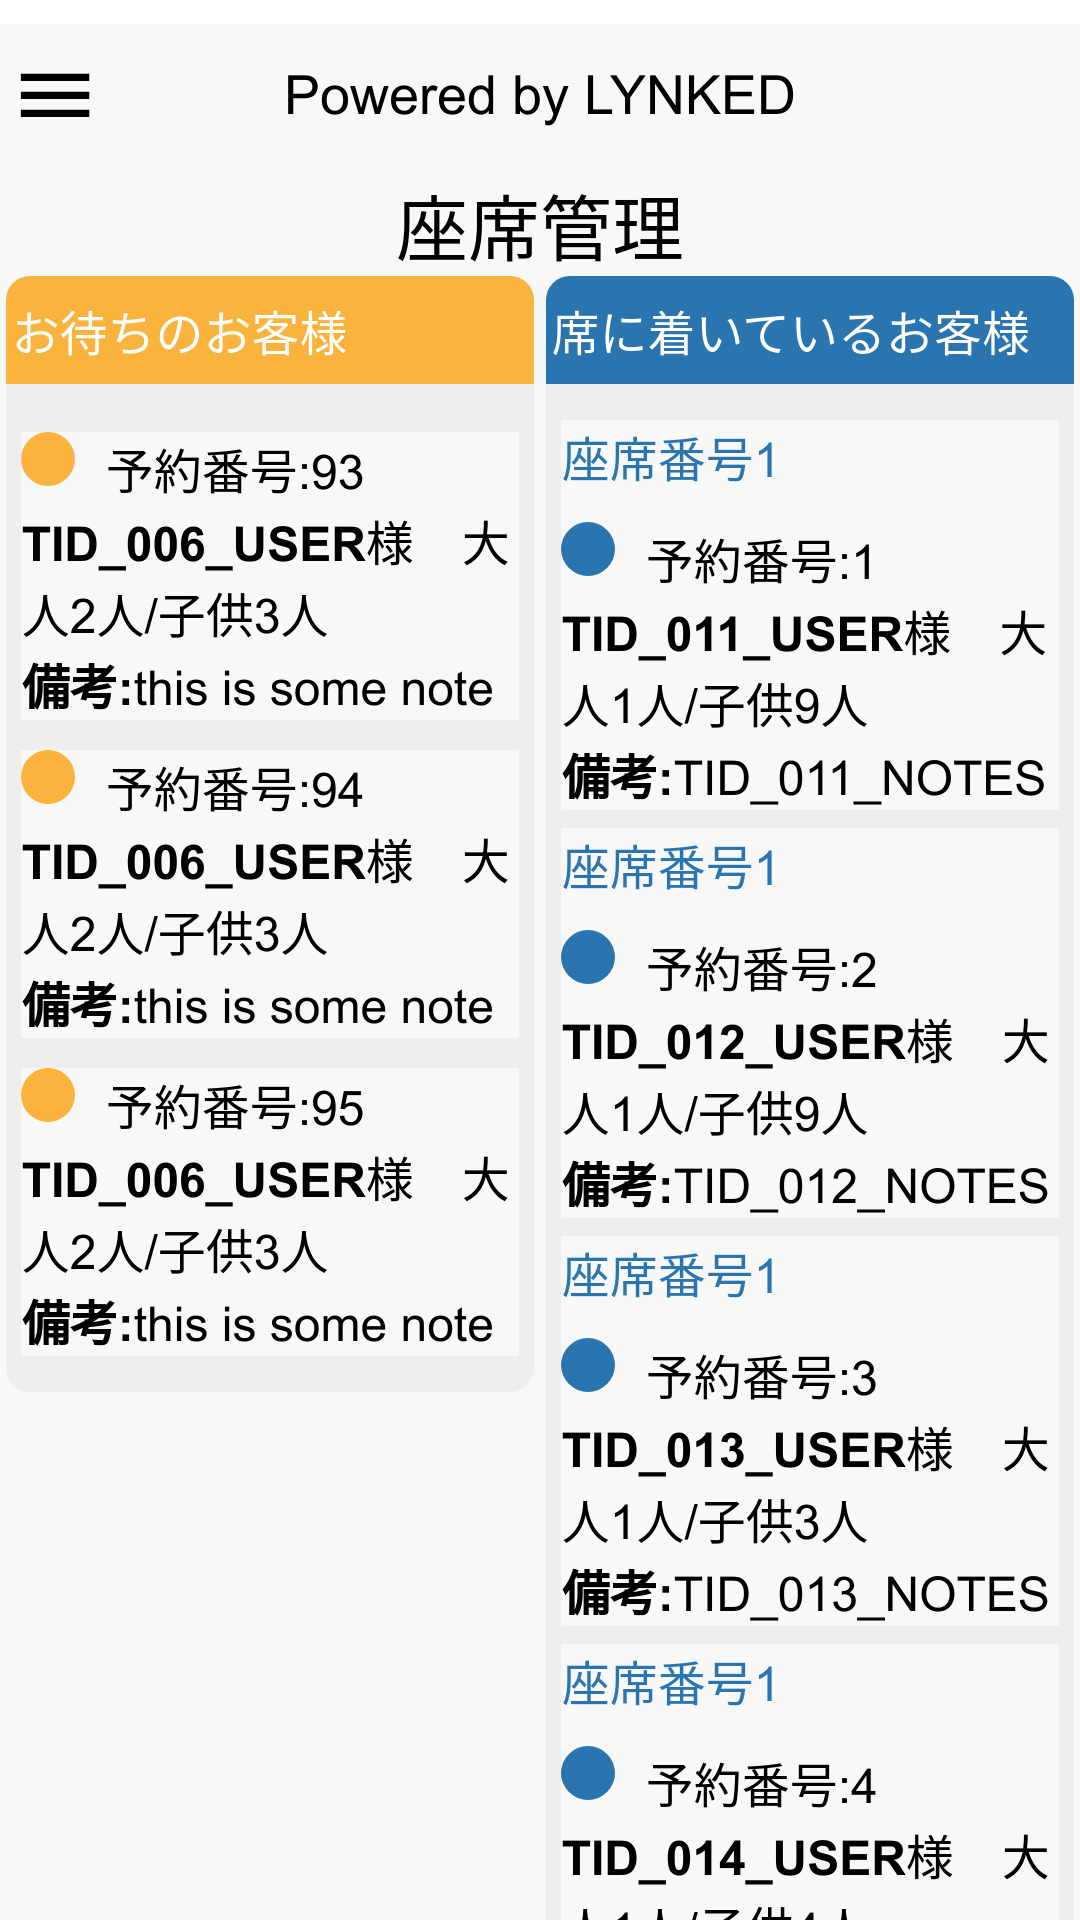 Powered by LYNKED
座席管理
お待ちのお客様
予約番号:93
TID_006_USER様　大
人2人/子供3人
備考:this is some note
予約番号:94
TID_006_USER様　大
人2人/子供3人
備考:this is some note
予約番号:95
TID_006_USER様　大
人2人/子供3人
備考:this is some note
席に着いているお客様
座席番号1
予約番号:1
TID_011_USER様　大
人1人/子供9人
備考:TID_011_NOTES
座席番号1
予約番号:2
TID_012_USER様　大
人1人/子供9人
備考:TID_012_NOTES
座席番号1
予約番号:3
TID_013_USER様　大
人1人/子供3人
備考:TID_013_NOTES
座席番号1
予約番号:4
TID_014_USER様　大
人1人/子供4人